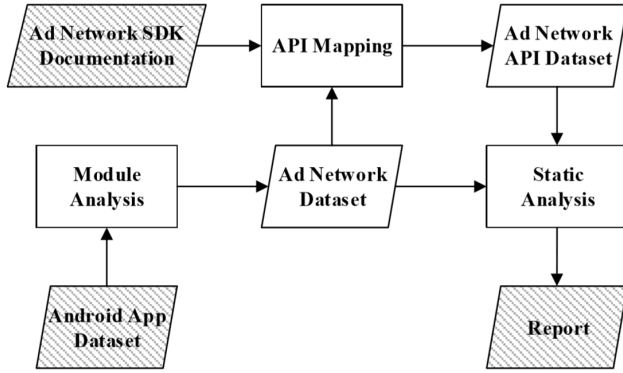 Ad Network SDK
Documentation
API Mapping
Ad Network
API Dataset
Module
Analysis
Ad Network
Dataset
Static
Analysis
Android App
Dataset
Report